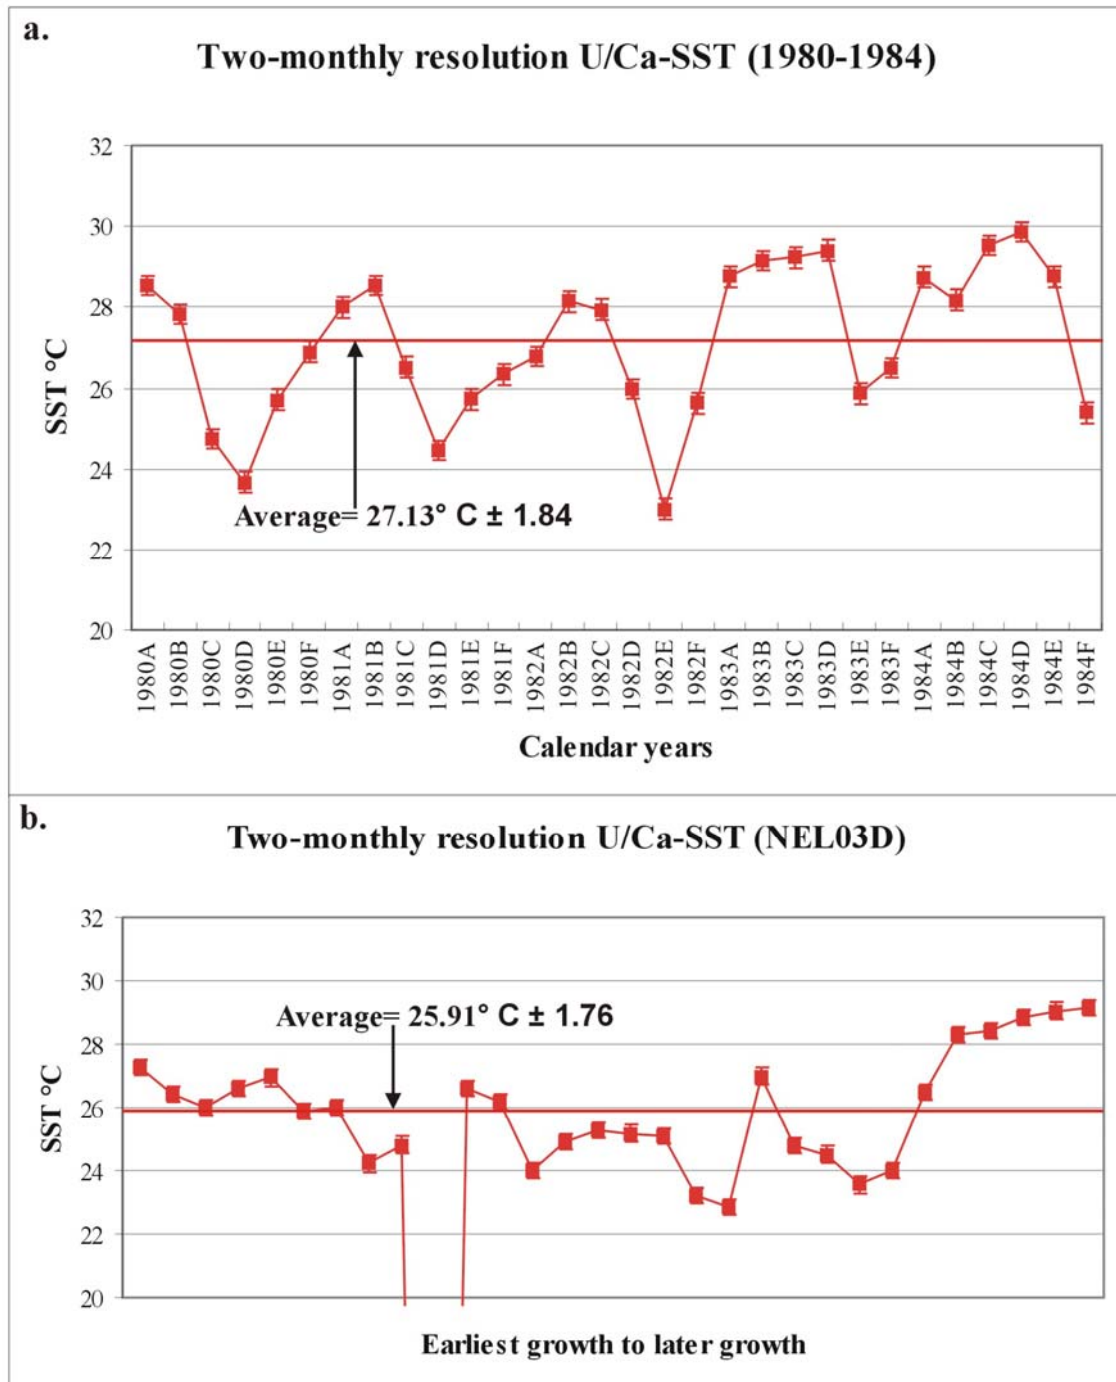 a.
Two-monthly resolution U/Ca-SST (1980-1984)
32
30
28
26
24
22
20
SST °C
Average= 27.13° C ± 1.84
1980A
1980B
1980C
1980D
1980E
1980F
1981A
1981B
1981C
1981D
1981E
1981F
1982A
1982B
1982C
1982D
1982E
1982F
1983A
1983B
1983C
1983D
1983E
1983F
1984A
1984B
1984C
1984D
1984E
1984F
Calendar years
b.
Two-monthly resolution U/Ca-SST (NEL03D)
32
30
28
26
24
22
20
SST °C
Average= 25.91° C ± 1.76
Earliest growth to later growth